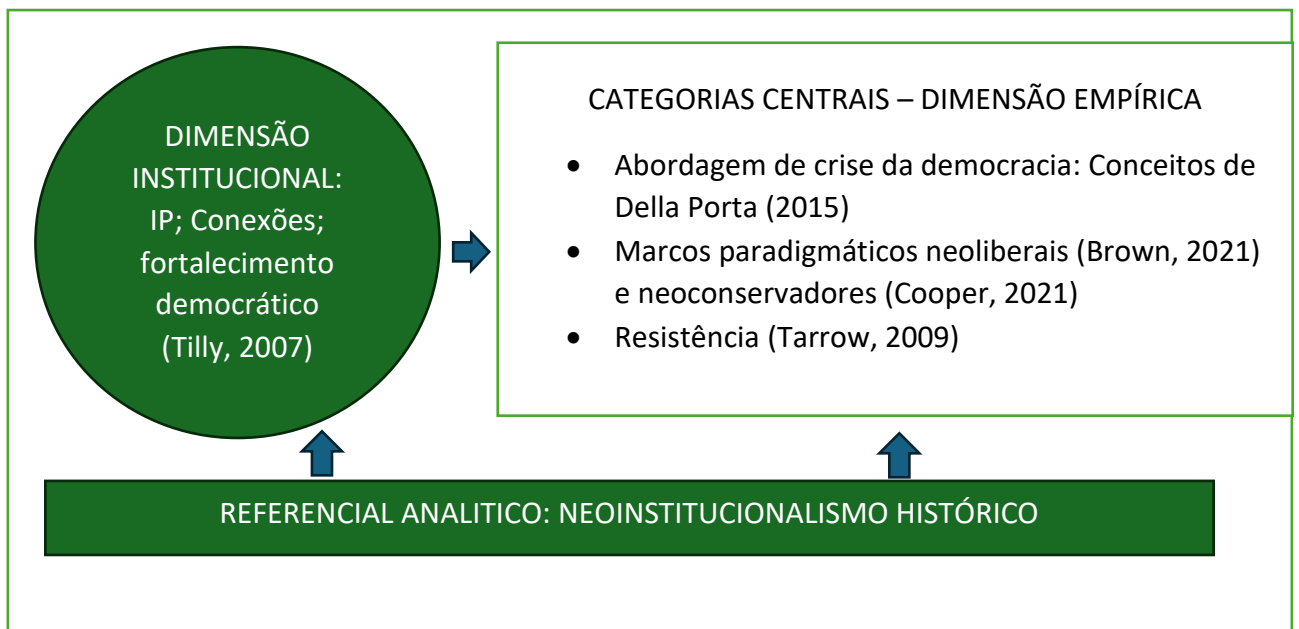 DIMENSÃO
INSTITUCIONAL:
IP; Conexões;
fortalecimento
democrático
(Tilly, 2007)
CATEGORIAS CENTRAIS – DIMENSÃO EMPÍRICA
• Abordagem de crise da democracia: Conceitos de
Della Porta (2015)
• Marcos paradigmáticos neoliberais (Brown, 2021)
e neoconservadores (Cooper, 2021)
• Resistência (Tarrow, 2009)
REFERENCIAL ANALITICO: NEOINSTITUCIONALISMO HISTÓRICO